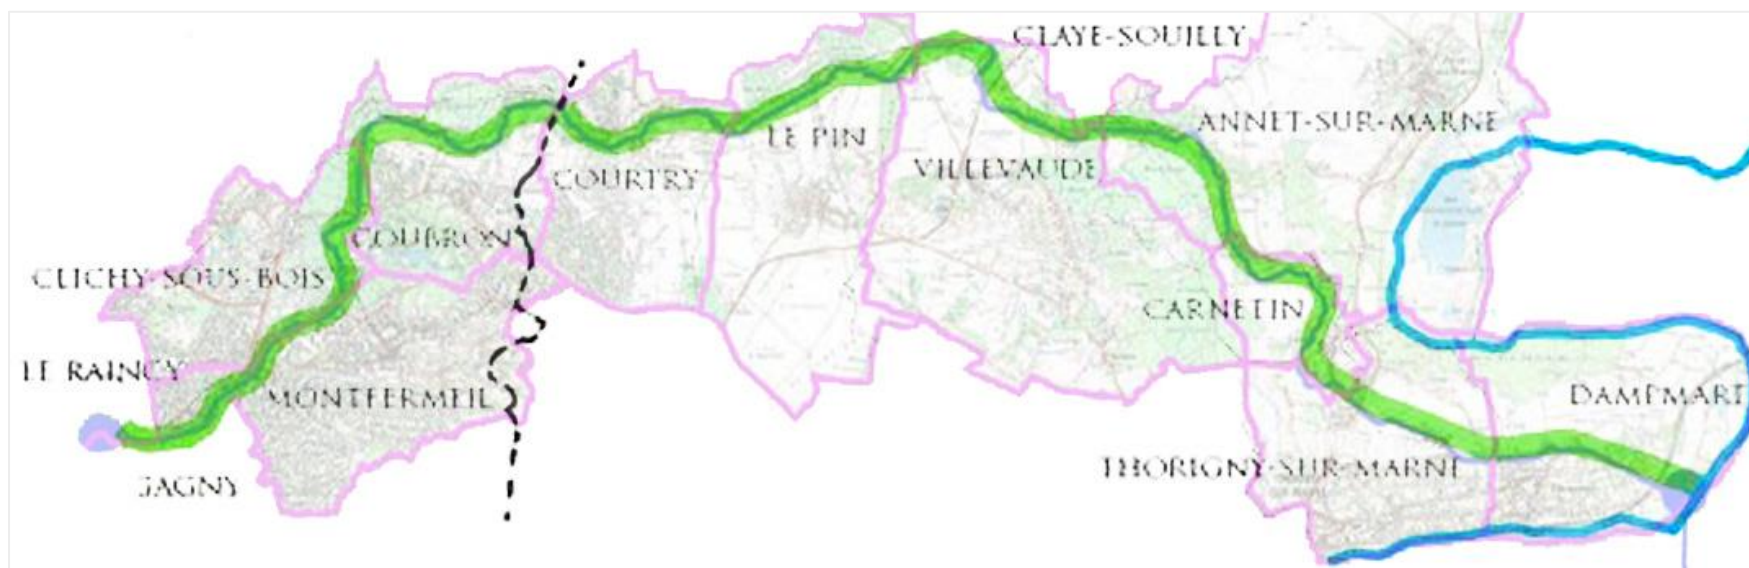 CLAYE-SOUILLY
ANNET-SUR-MARNE
LE PIN
VILLEVAUDE
COURTRY
COUBRON
CLICHY-SOUS-BOIS
CARNETIN
LE RAINCY
MONTFERMEIL
DAMPMART
THORIGNY-SUR-MARNE
GAGNY